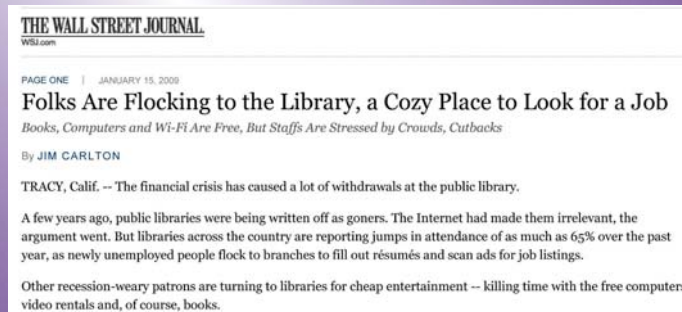 THE WALL STREET JOURNAL.
WSJ.com
PAGE ONE | JANUARY 15, 2009
Folks Are Flocking to the Library, a Cozy Place to Look for a Job
Books, Computers and Wi-Fi Are Free, But Staffs Are Stressed by Crowds, Cutbacks
By JIM CARLTON
TRACY, Calif. -- The financial crisis has caused a lot of withdrawals at the public library.
A few years ago, public libraries were being written off as goners. The Internet had made them irrelevant, the
argument went. But libraries across the country are reporting jumps in attendance of as much as 65% over the past
year, as newly unemployed people flock to branches to fill out résumés and scan ads for job listings.
Other recession-weary patrons are turning to libraries for cheap entertainment -- killing time with the free computers
video rentals and, of course, books.